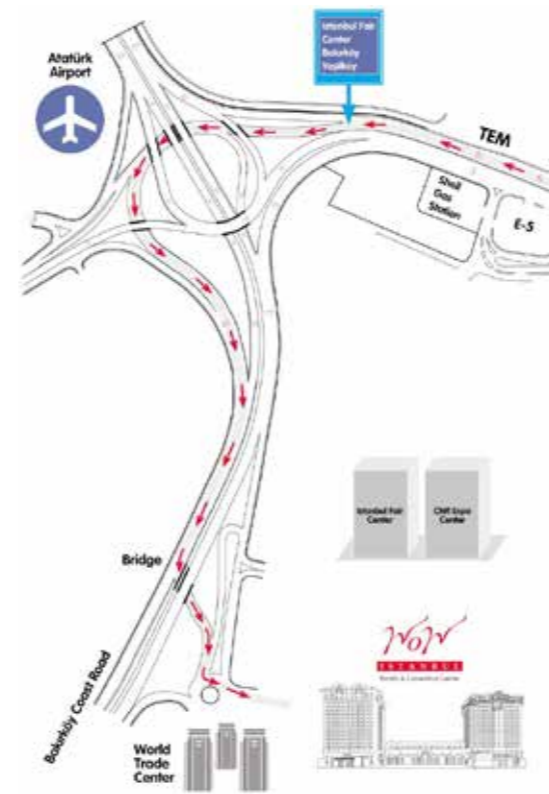 Istanbul Fair
Center
Bakırköy
Yeşilköy
Atatürk
Airport
TEM
Shell
Gas
Station
E-5
Istanbul Fair
Center
CNR Expo
Center
Bridge
WOW
ISTANBUL
Bakırköy Coast Road
World
Trade
Center